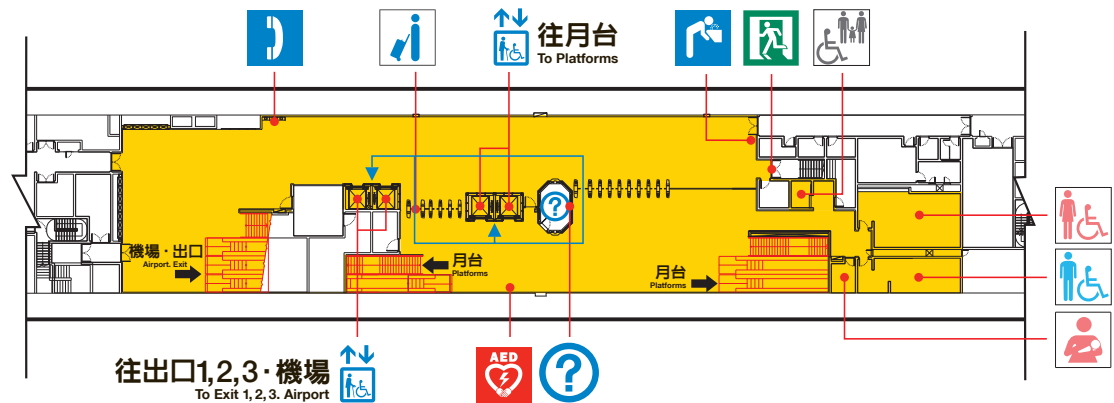 往月台
To Platforms
機場·出口
Airport. Exit
月台
Platforms
月台
Platforms
往出口1,2,3·機場
To Exit 1,2,3. Airport
AED
?
?